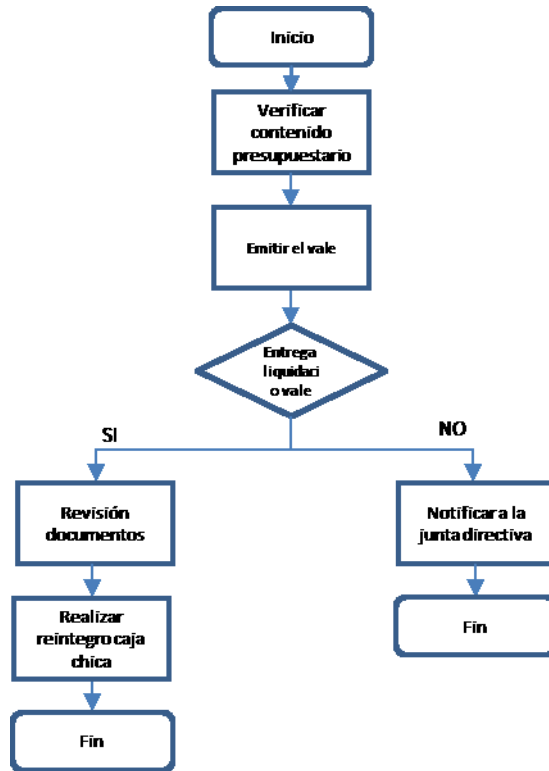 Inicio
Verificar
contenido
presupuestario
Emitir el vale
Entrega
liquidaci
o vale
SI
NO
Revisión
documentos
Notificar a la
junta directiva
Realizar
reintegro caja
chica
Fin
Fin